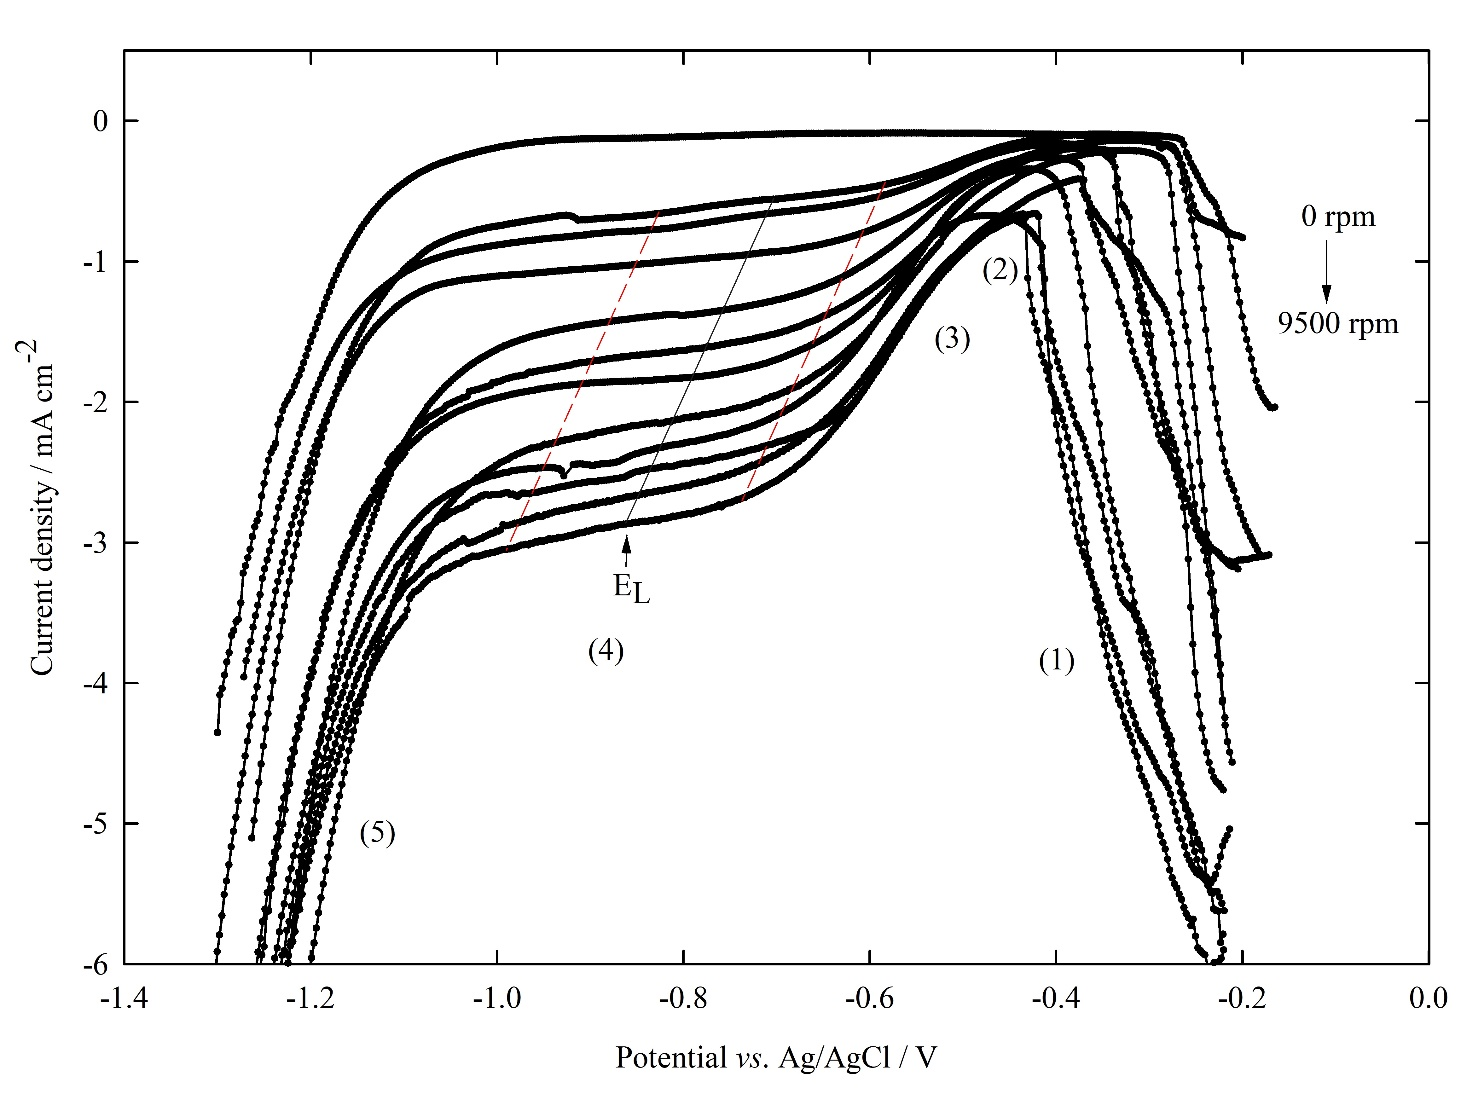 0
-1
-2
-3
-4
-5
-6
Current density / mA cm-2
0 rpm
9500 rpm
(2)
(3)
EL
(4)
(1)
(5)
-1.4 -1.2 -1.0 -0.8 -0.6 -0.4 -0.2 0.0
Potential vs. Ag/AgCl / V